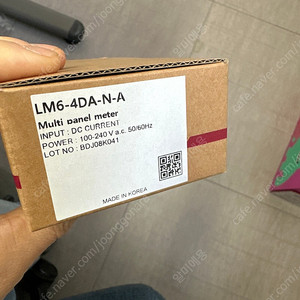 LM6-4DA-N-A
Multi panel meter
INPUT : DC CURRENT
POWER : 100-240 V a.c. 50/60Hz
LOT NO : BDJ08K041
MADE IN KOREA